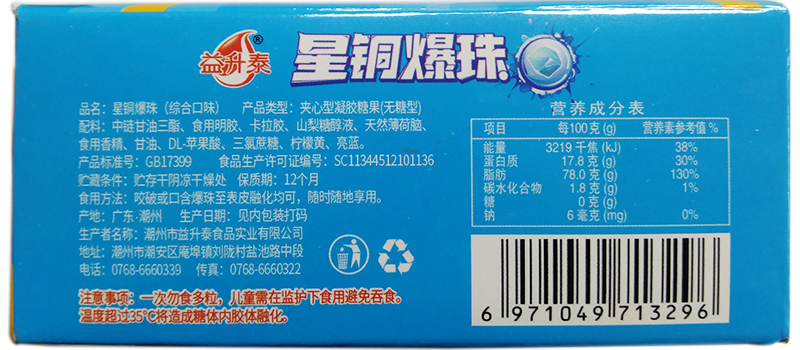 益升泰®
星铜爆珠
品名：星铜爆珠（综合口味） 产品类型：夹心型凝胶糖果(无糖型)
配料：中链甘油三酯、食用明胶、卡拉胶、山梨糖醇液、天然薄荷脑、
食用香精、甘油、DL-苹果酸、三氯蔗糖、柠檬黄、亮蓝。
产品标准号：GB17399 食品生产许可证编号：SC11344512101136
贮藏条件：贮存干阴凉干燥处 保质期：12个月
食用方法：咬破或口含爆珠至表皮融化均可，随时随地享用。
产地：广东·潮州 生产日期：见内包装打码
生产者名称：潮州市益升泰食品实业有限公司
地址：潮州市潮安区庵埠镇刘陇村盐池路中段
电话：0768-6660339 传真：0768-6660322
注意事项：一次勿食多粒，儿童需在监护下食用避免吞食。
温度超过35℃将造成糖体内胶体融化。
营养成分表
项目 每100克(g) 营养素参考值%
能量 3219 千焦(kJ) 38%
蛋白质 17.8 克(g) 30%
脂肪 78.0 克(g) 130%
碳水化合物 1.8 克(g) 1%
糖 0 克(g)
钠 6 毫克(mg) 0%
6 971049 713296